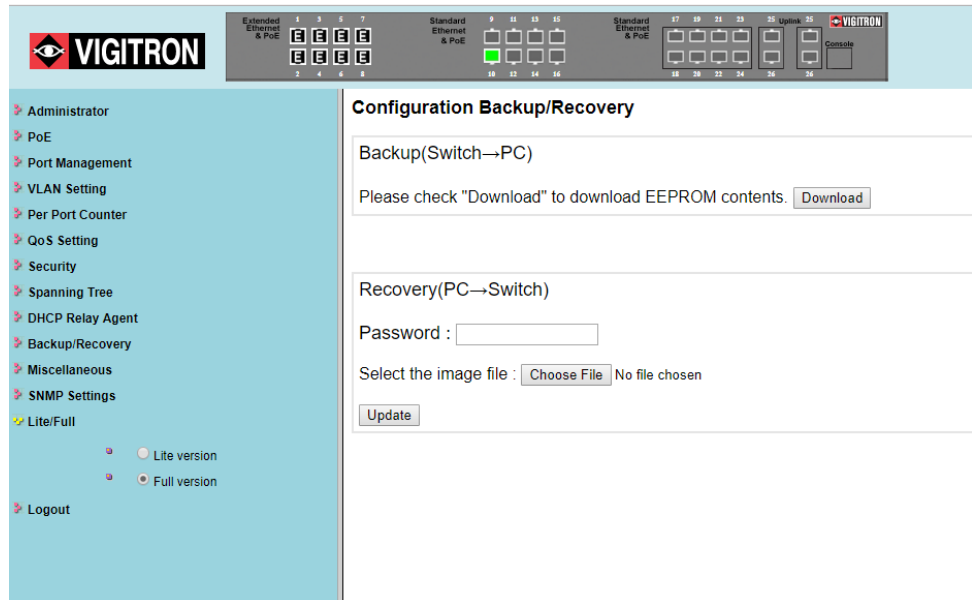 VIGITRON
Extended
Ethernet
& PoE
1 3 5 7
2 4 6 8
Standard
Ethernet
& PoE
9 11 13 15
10 12 14 16
Standard
Ethernet
& PoE
17 19 21 23
18 20 22 24
25 Uplink 25
26 26
VIGITRON
Console
Administrator
PoE
Port Management
VLAN Setting
Per Port Counter
QoS Setting
Security
Spanning Tree
DHCP Relay Agent
Backup/Recovery
Miscellaneous
SNMP Settings
Lite/Full
Lite version
Full version
Logout
Configuration Backup/Recovery
Backup(Switch→PC)
Please check "Download" to download EEPROM contents. Download
Recovery(PC→Switch)
Password :
Select the image file : Choose File No file chosen
Update